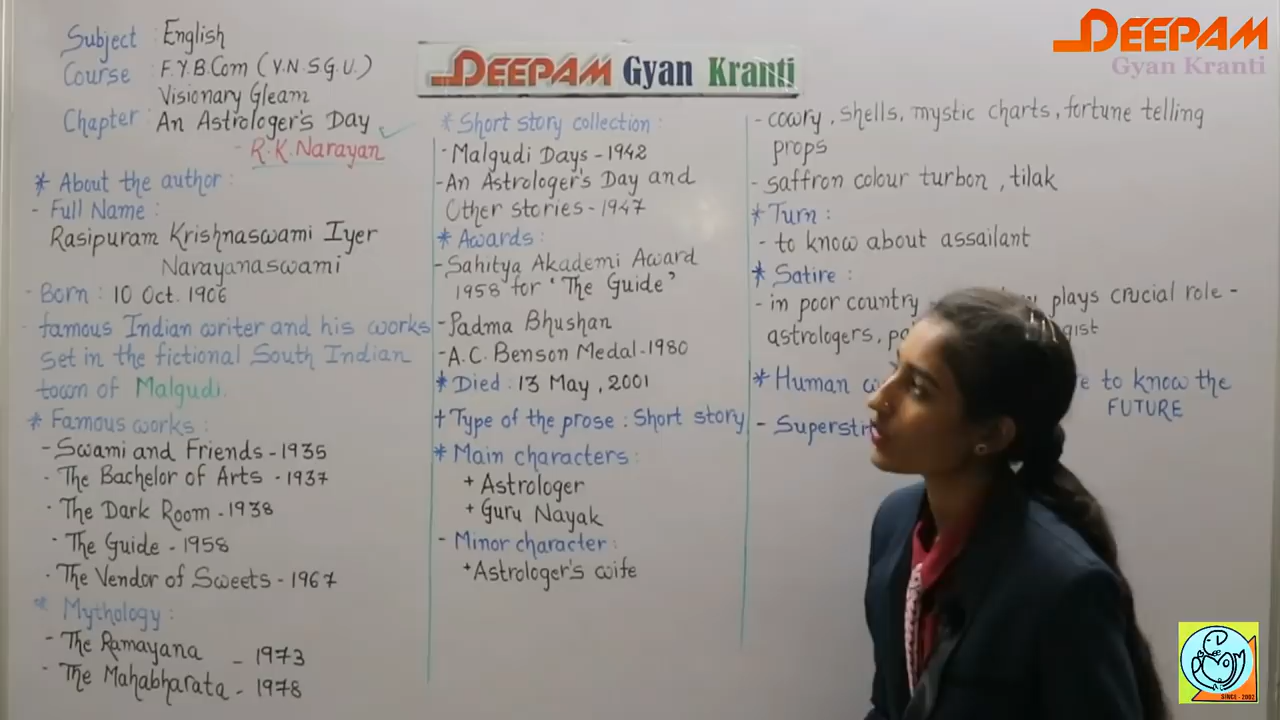 Subject : English
Course : F.Y.B.Com (V.N.S.G.U.)
Visionary Gleam
Chapter : An Astrologer's Day
- R.K.Narayan
* About the author :
- Full Name :
Rasipuram Krishnaswami Iyer
Narayanaswami
- Born : 10 Oct. 1906
- famous Indian writer and his works
set in the fictional South Indian
town of Malgudi.
* Famous works :
- Swami and Friends - 1935
- The Bachelor of Arts - 1937
- The Dark Room - 1938
- The Guide - 1958
- The Vendor of Sweets - 1967
* Mythology :
- The Ramayana - 1973
- The Mahabharata - 1978
DEEPAM Gyan Kranti
* Short story collection :
- Malgudi Days - 1942
- An Astrologer's Day and
Other stories - 1947
* Awards :
- Sahitya Akademi Award
1958 for 'The Guide'
- Padma Bhushan
- A.C. Benson Medal - 1980
* Died : 13 May , 2001
+ Type of the prose : Short story
* Main characters :
+ Astrologer
+ Guru Nayak
- Minor character :
+ Astrologer's wife
- cowry , shells, mystic charts, fortune telling
props
- saffron colour turbon , tilak
* Turn :
- to know about assailant
* Satire :
- in poor country plays crucial role -
astrologers,
* Human to know the
FUTURE
-
DEEPAM
Gyan Kranti
SINCE - 2002